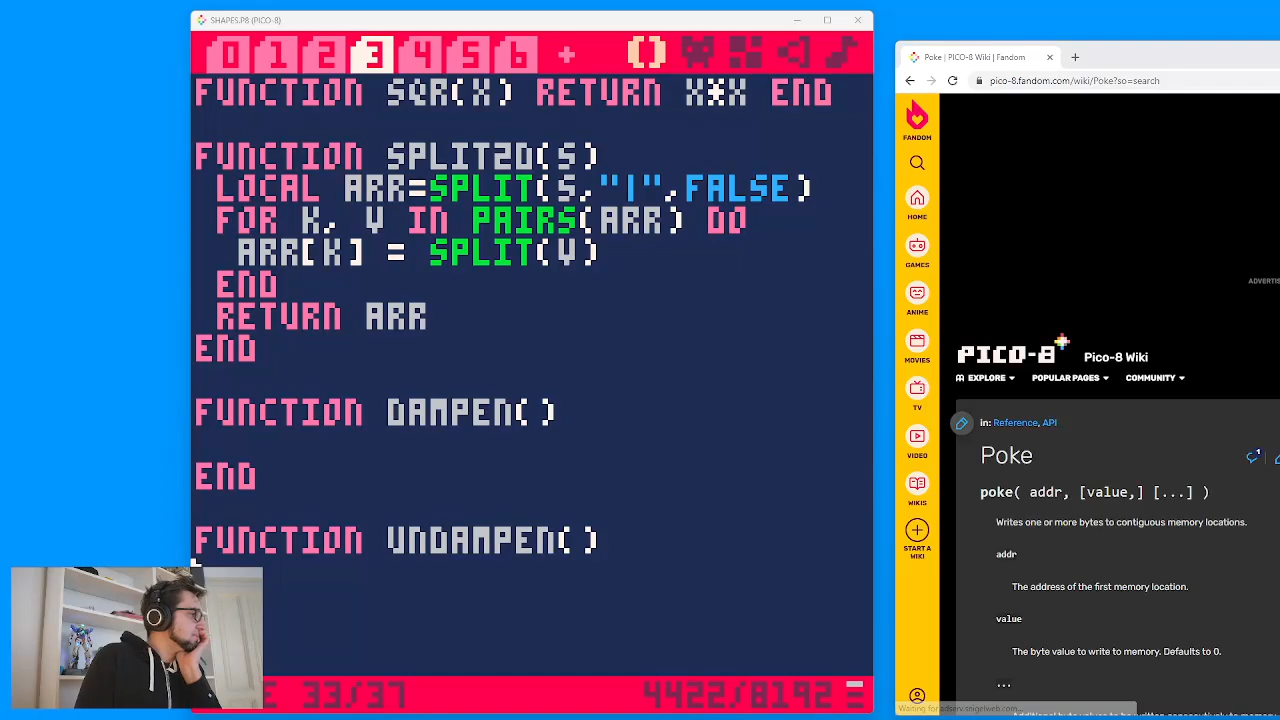 SHAPES.P8 (PICO-8)
0 1 2 3 4 5 6 +
FUNCTION SQR(X) RETURN X*X END
FUNCTION SPLIT2D(S)
LOCAL ARR=SPLIT(S,"|",FALSE)
FOR K, V IN PAIRS(ARR) DO
ARR[K] = SPLIT(V)
END
RETURN ARR
END
FUNCTION DAMPEN()
END
FUNCTION UNDAMPEN()
33/37
4422/8192
Poke | PICO-8 Wiki | Fandom
pico-8.fandom.com/wiki/Poke?so=search
FANDOM
HOME
GAMES
ANIME
MOVIES
TV
VIDEO
WIKIS
START A
WIKI
PICO-8
Pico-8 Wiki
EXPLORE
POPULAR PAGES
COMMUNITY
in: Reference, API
Poke
1
poke( addr, [value,] [...] )
Writes one or more bytes to contiguous memory locations.
addr
The address of the first memory location.
value
The byte value to write to memory. Defaults to 0.
...